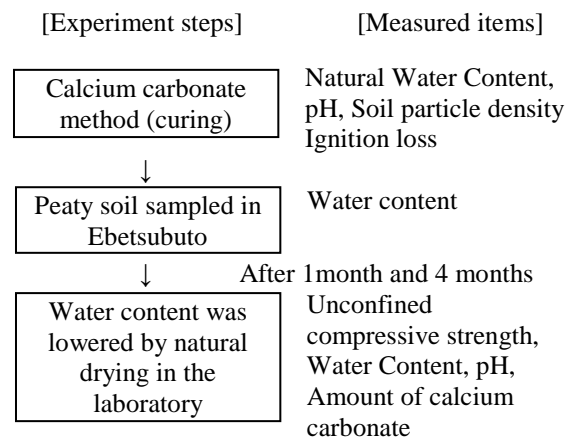 [Experiment steps] [Measured items]
Calcium carbonate
method (curing)
Natural Water Content,
pH, Soil particle density
Ignition loss
↓
Peaty soil sampled in
Ebetsubuto
Water content
↓
After 1month and 4 months
Water content was
lowered by natural
drying in the
laboratory
Unconfined
compressive strength,
Water Content, pH,
Amount of calcium
carbonate